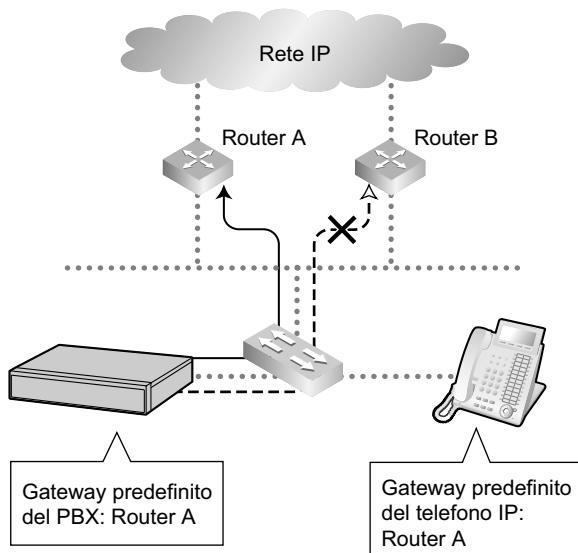 Rete IP
Router A
Router B
Gateway predefinito
del PBX: Router A
Gateway predefinito
del telefono IP:
Router A